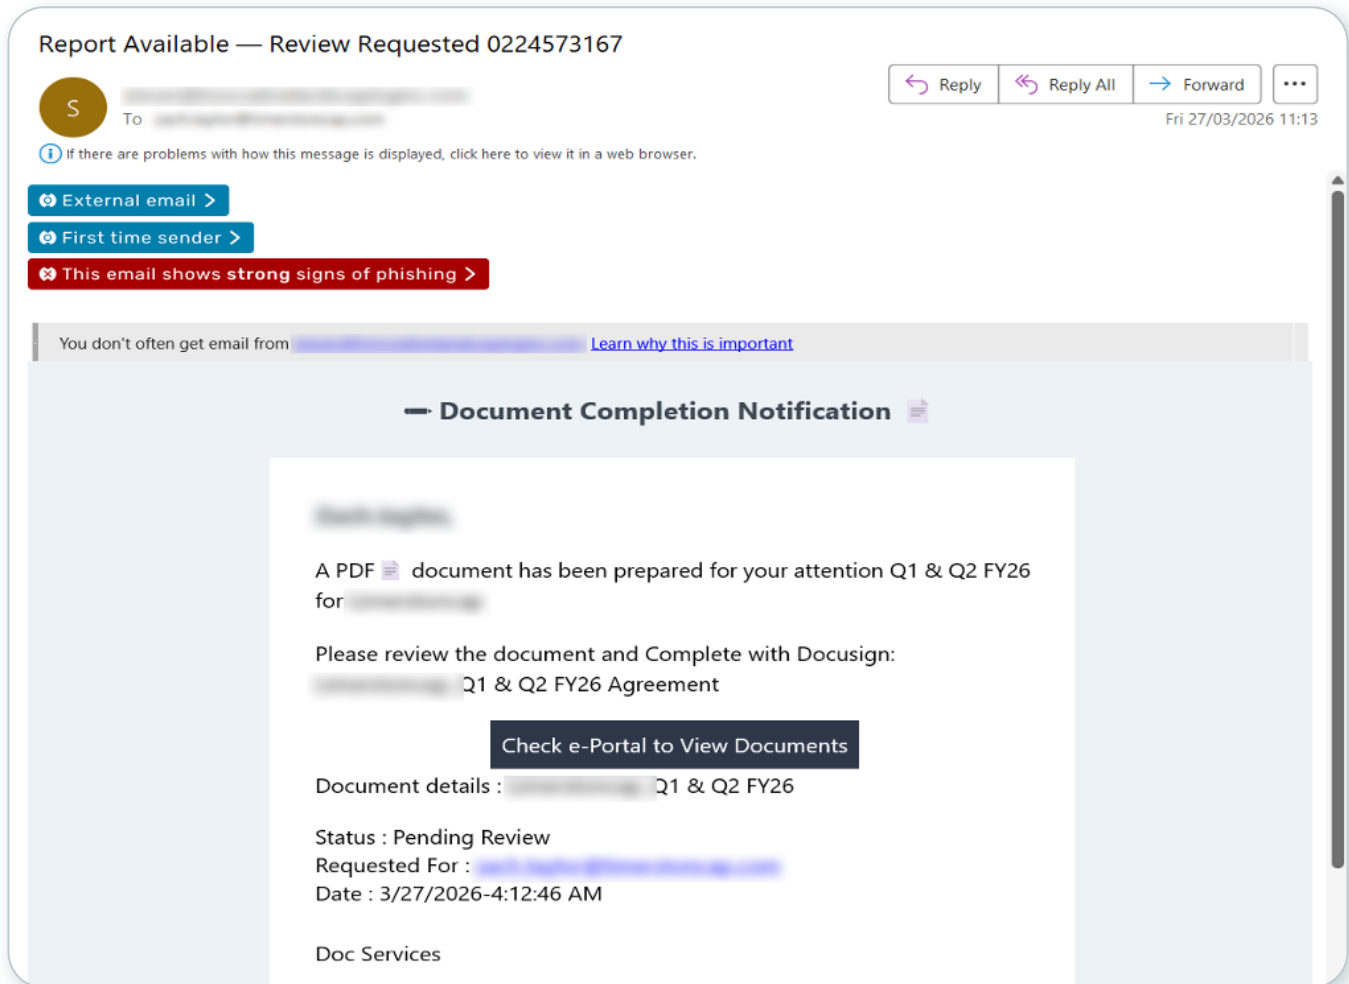 Report Available — Review Requested 0224573167
S
Reply
Reply All
Forward
To
Fri 27/03/2026 11:13
If there are problems with how this message is displayed, click here to view it in a web browser.
External email >
First time sender >
This email shows strong signs of phishing >
You don't often get email from Learn why this is important
Document Completion Notification
A PDF document has been prepared for your attention Q1 & Q2 FY26
for
Please review the document and Complete with Docusign:
Q1 & Q2 FY26 Agreement
Check e-Portal to View Documents
Document details : Q1 & Q2 FY26
Status : Pending Review
Requested For :
Date : 3/27/2026-4:12:46 AM
Doc Services